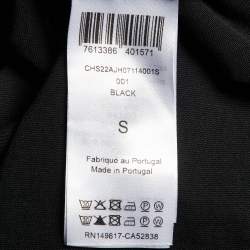 7613386 401571
CHS22AJH07114001S
001
BLACK
S
Fabriqué au Portugal
Made in Portugal
RN149617-CA52838